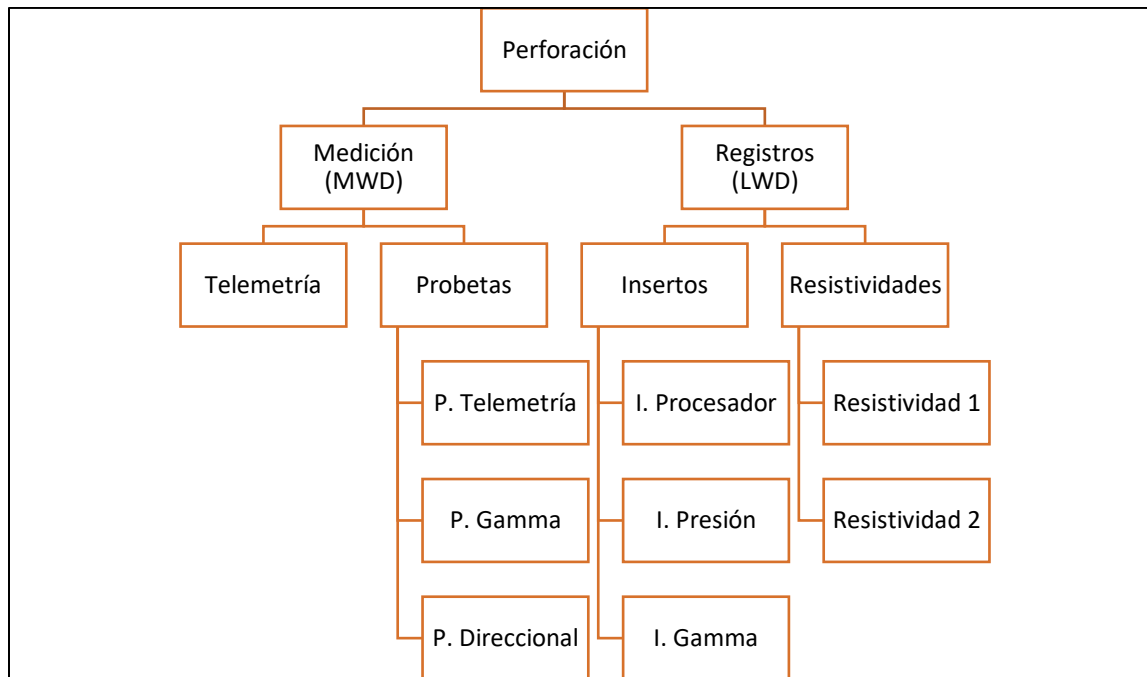 Perforación
Medición
(MWD)
Registros
(LWD)
Telemetría
Probetas
Insertos
Resistividades
P. Telemetría
I. Procesador
Resistividad 1
P. Gamma
I. Presión
Resistividad 2
P. Direccional
I. Gamma